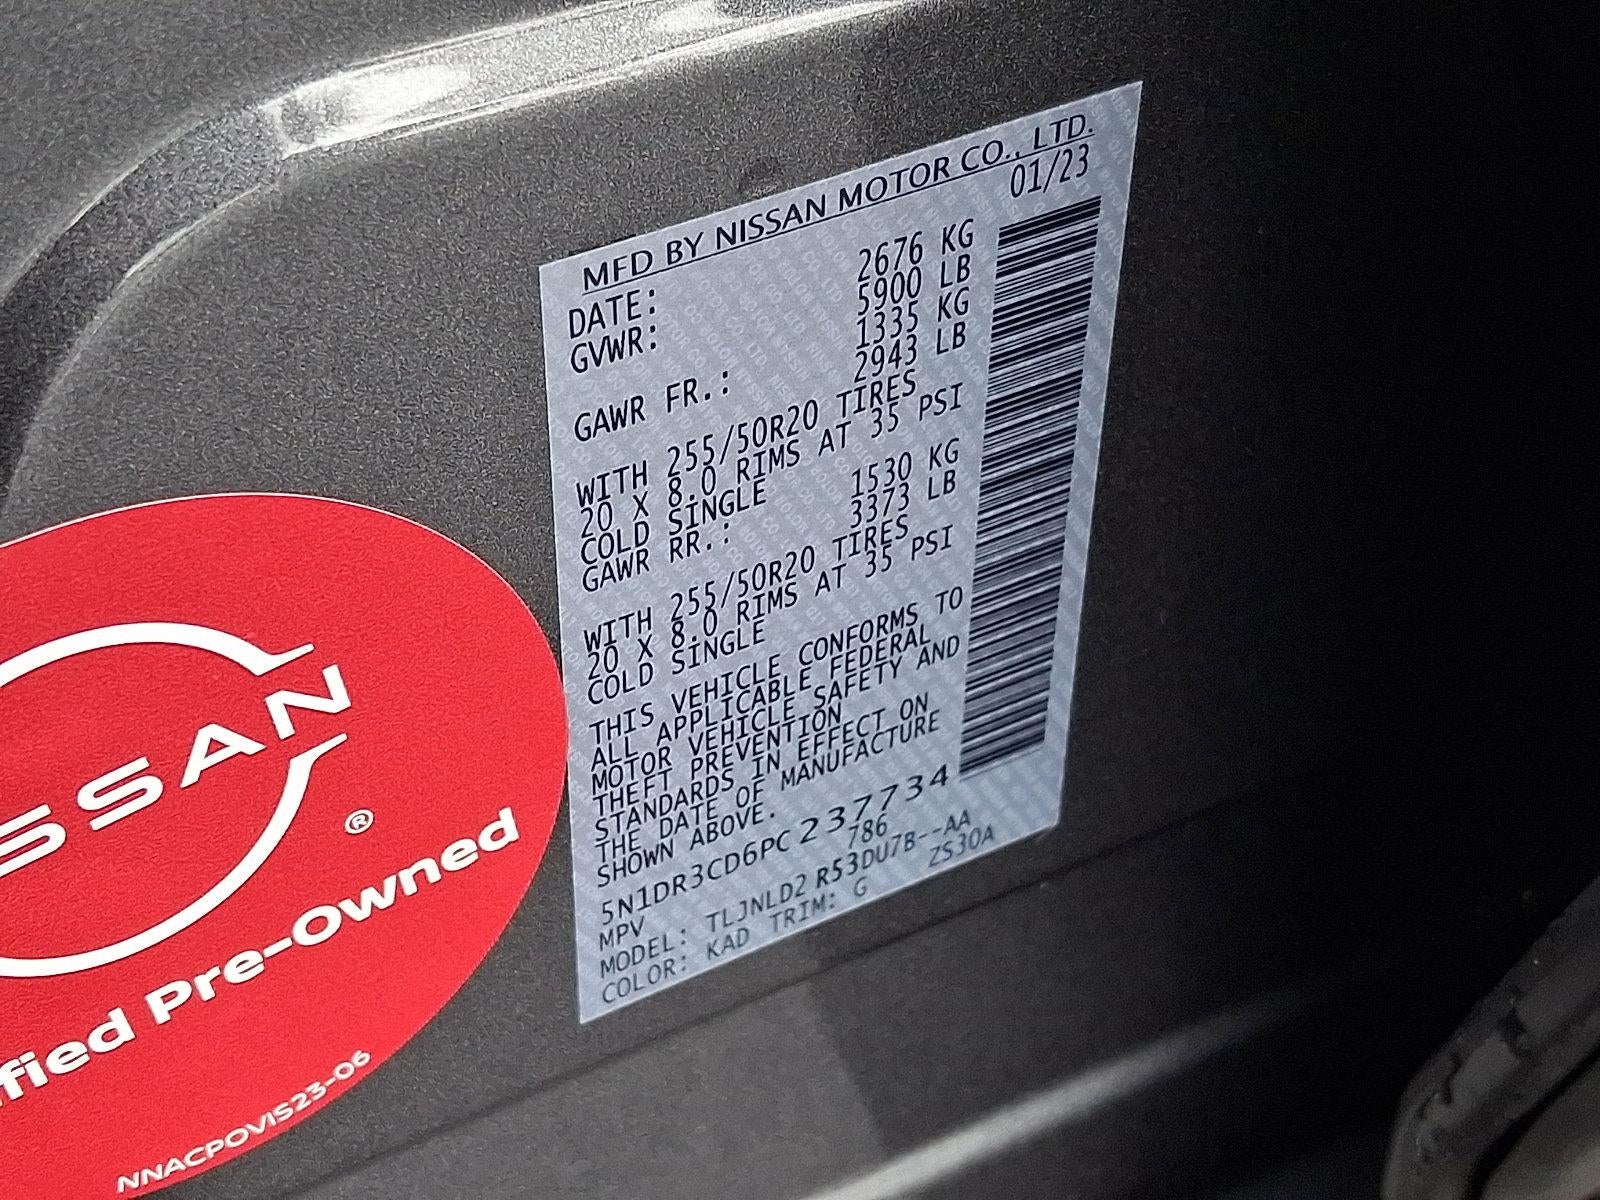 MFD BY NISSAN MOTOR CO., LTD.
DATE: 01/23
GVWR: 2676 KG
5900 LB
GAWR FR.: 1335 KG
2943 LB
WITH 255/50R20 TIRES
20 X 8.0 RIMS AT 35 PSI
COLD SINGLE
GAWR RR.: 1530 KG
3373 LB
WITH 255/50R20 TIRES
20 X 8.0 RIMS AT 35 PSI
COLD SINGLE
THIS VEHICLE CONFORMS TO
ALL APPLICABLE FEDERAL
MOTOR VEHICLE SAFETY AND
THEFT PREVENTION
STANDARDS IN EFFECT ON
THE DATE OF MANUFACTURE
SHOWN ABOVE.
5N1DR3CD6PC237734
MPV 786
MODEL: TLJNLD2 R53DU7B--AA
COLOR: KAD TRIM: G ZS30A
SSAN
NISSAN
®
fied Pre-Owned
NNACPOVIS23-06